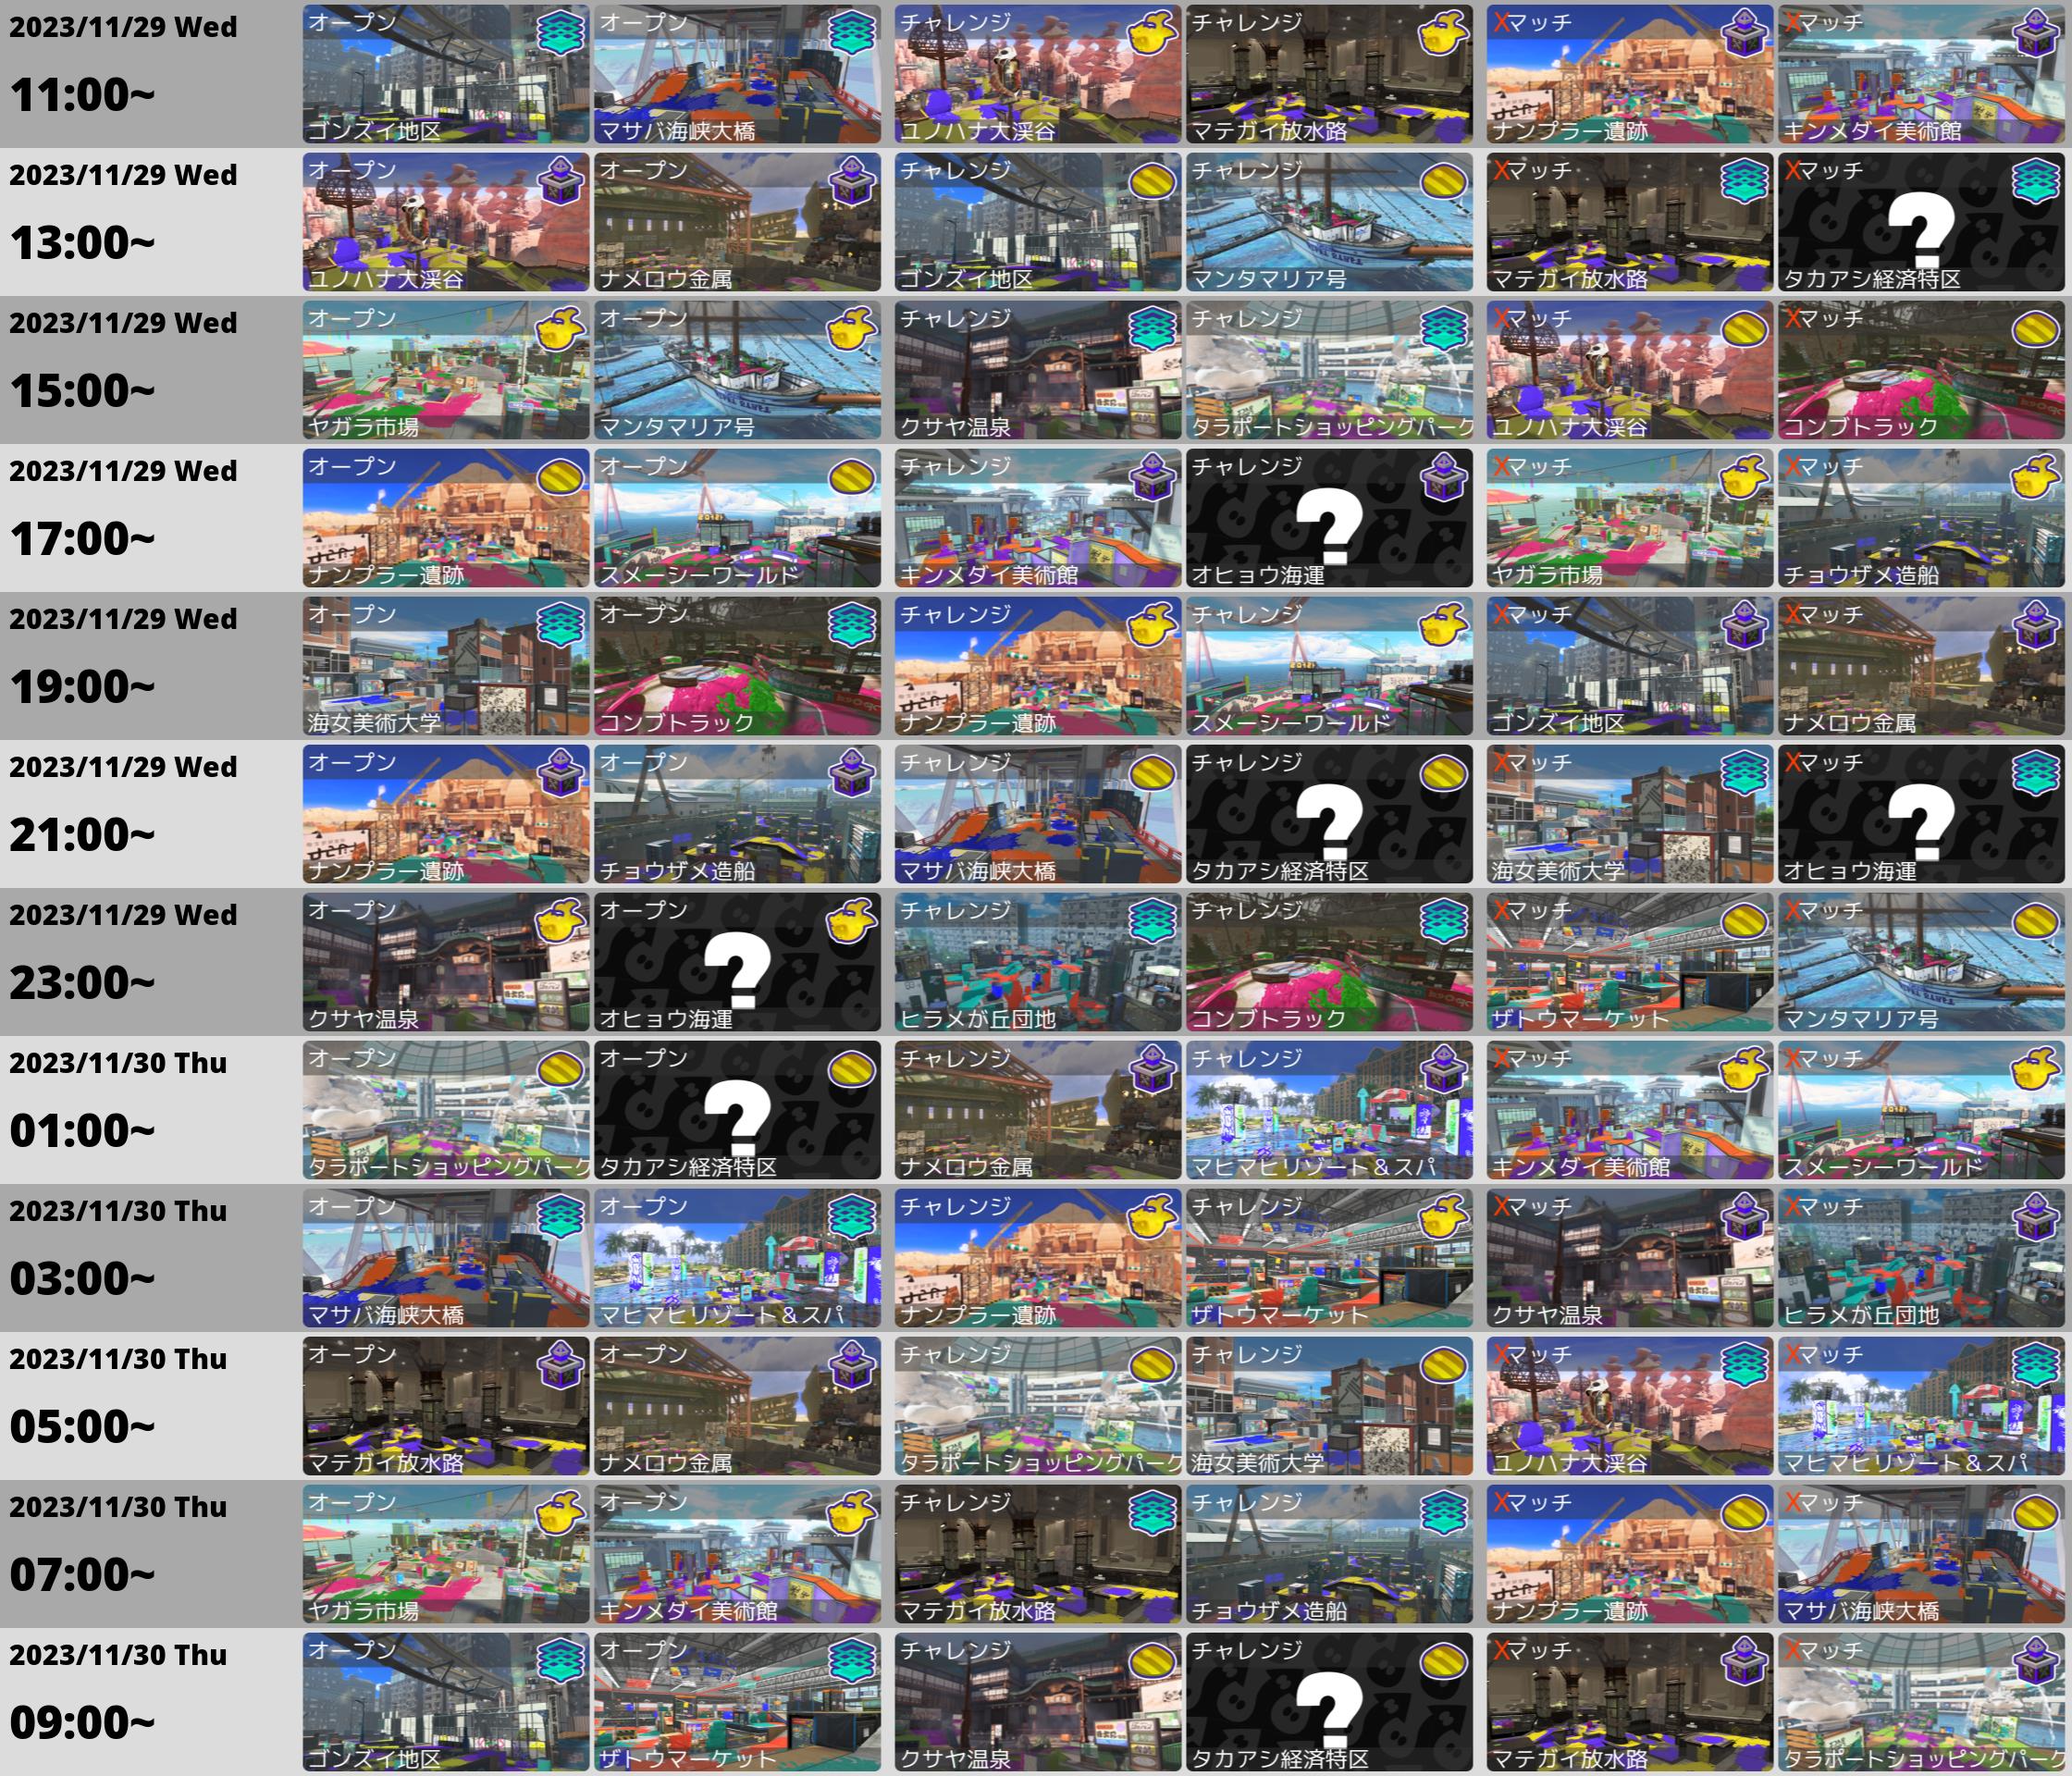 2023/11/29 Wed
11:00~
オープン
ゴンズイ地区
オープン
マサバ海峡大橋
チャレンジ
ユノハナ大渓谷
チャレンジ
マテガイ放水路
Xマッチ
ナンプラー遺跡
Xマッチ
キンメダイ美術館
2023/11/29 Wed
13:00~
オープン
ユノハナ大渓谷
オープン
ナメロウ金属
チャレンジ
ゴンズイ地区
チャレンジ
マンタマリア号
Xマッチ
マテガイ放水路
Xマッチ
?
タカアシ経済特区
2023/11/29 Wed
15:00~
オープン
ヤガラ市場
オープン
マンタマリア号
チャレンジ
クサヤ温泉
チャレンジ
タラポートショッピングパーク
Xマッチ
ユノハナ大渓谷
Xマッチ
コンブトラック
2023/11/29 Wed
17:00~
オープン
ナンプラー遺跡
オープン
スメーシーワールド
チャレンジ
キンメダイ美術館
チャレンジ
?
オヒョウ海運
Xマッチ
ヤガラ市場
Xマッチ
チョウザメ造船
2023/11/29 Wed
19:00~
オープン
海女美術大学
オープン
コンブトラック
チャレンジ
ナンプラー遺跡
チャレンジ
スメーシーワールド
Xマッチ
ゴンズイ地区
Xマッチ
ナメロウ金属
2023/11/29 Wed
21:00~
オープン
ナンプラー遺跡
オープン
チョウザメ造船
チャレンジ
マサバ海峡大橋
チャレンジ
?
タカアシ経済特区
Xマッチ
海女美術大学
Xマッチ
?
オヒョウ海運
2023/11/29 Wed
23:00~
オープン
クサヤ温泉
オープン
?
オヒョウ海運
チャレンジ
ヒラメが丘団地
チャレンジ
コンブトラック
Xマッチ
ザトウマーケット
Xマッチ
マンタマリア号
2023/11/30 Thu
01:00~
オープン
タラポートショッピングパーク
オープン
?
タカアシ経済特区
チャレンジ
ナメロウ金属
チャレンジ
マヒマヒリゾート&スパ
Xマッチ
キンメダイ美術館
Xマッチ
スメーシーワールド
2023/11/30 Thu
03:00~
オープン
マサバ海峡大橋
オープン
マヒマヒリゾート&スパ
チャレンジ
ナンプラー遺跡
チャレンジ
ザトウマーケット
Xマッチ
クサヤ温泉
Xマッチ
ヒラメが丘団地
2023/11/30 Thu
05:00~
オープン
マテガイ放水路
オープン
ナメロウ金属
チャレンジ
タラポートショッピングパーク
チャレンジ
海女美術大学
Xマッチ
ユノハナ大渓谷
Xマッチ
マヒマヒリゾート&スパ
2023/11/30 Thu
07:00~
オープン
ヤガラ市場
オープン
キンメダイ美術館
チャレンジ
マテガイ放水路
チャレンジ
チョウザメ造船
Xマッチ
ナンプラー遺跡
Xマッチ
マサバ海峡大橋
2023/11/30 Thu
09:00~
オープン
ゴンズイ地区
オープン
ザトウマーケット
チャレンジ
クサヤ温泉
チャレンジ
?
タカアシ経済特区
Xマッチ
マテガイ放水路
Xマッチ
タラポートショッピングパーク